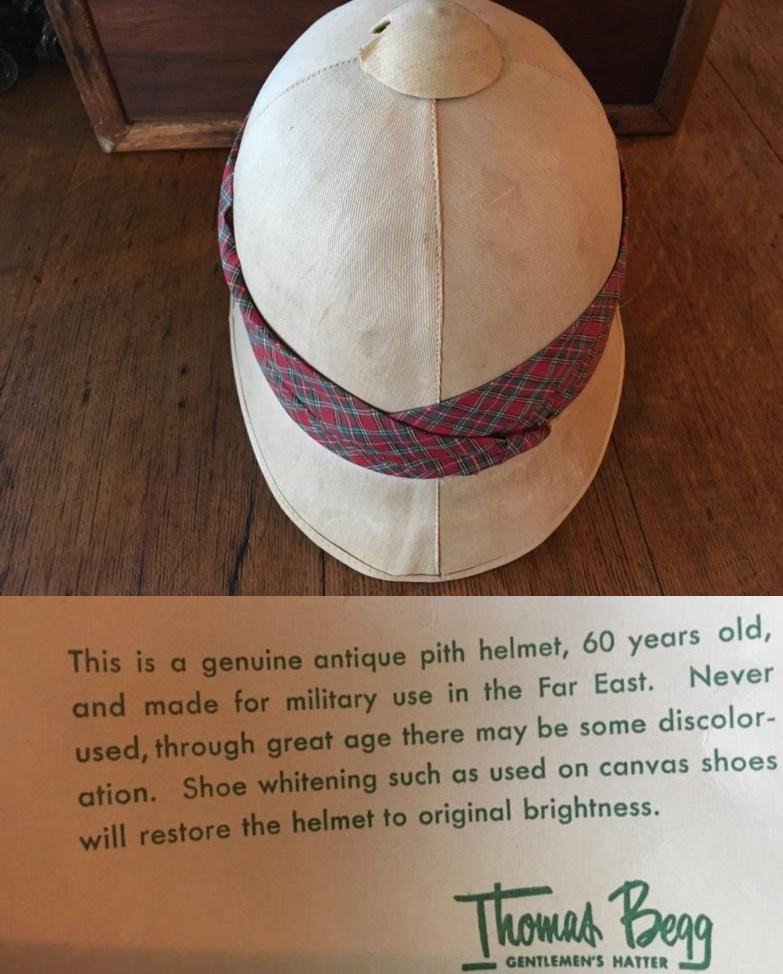 This is a genuine antique pith helmet, 60 years old,
and made for military use in the Far East. Never
used, through great age there may be some discolor-
ation. Shoe whitening such as used on canvas shoes
will restore the helmet to original brightness.
Thomas Begg
GENTLEMEN'S HATTER